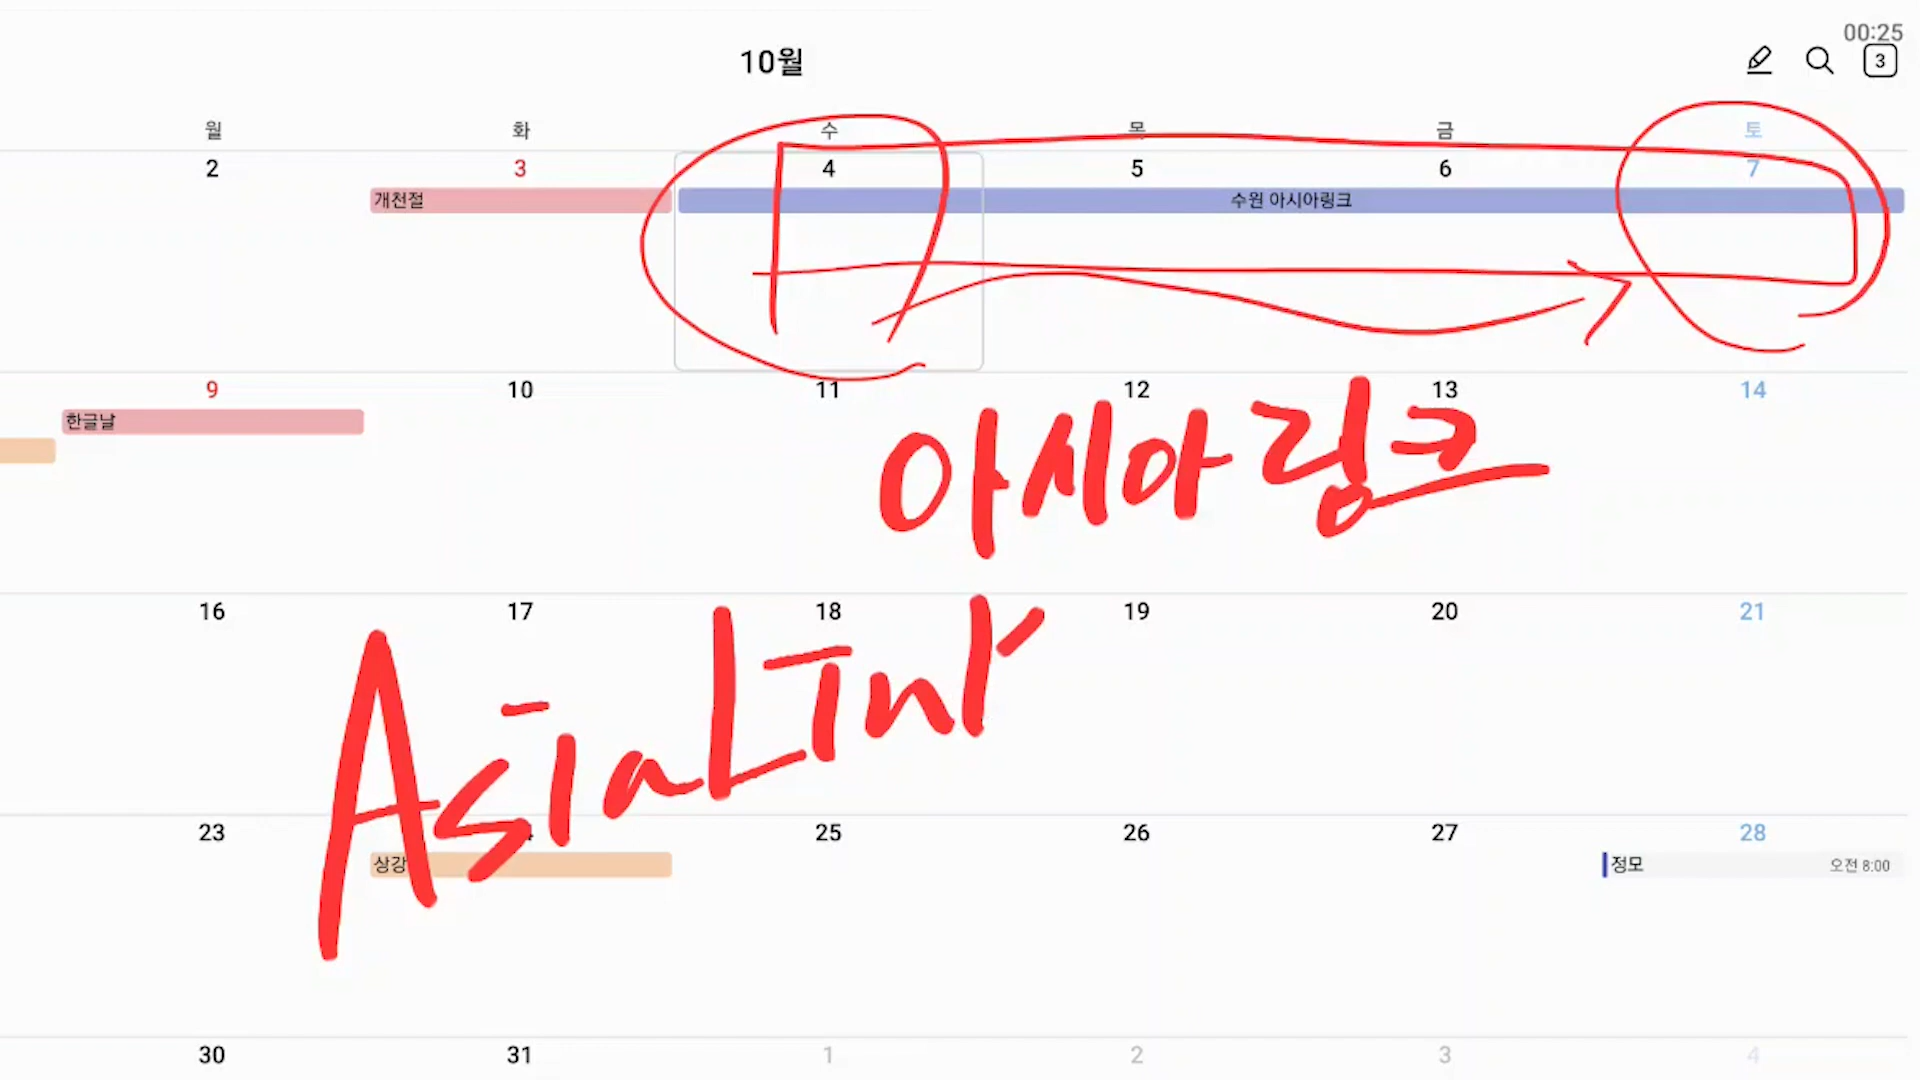 00:25
10월
3
월 화 수 목 금 토
2 3 4 5 6 7
개천절 수원 아시아링크
9 10 11 12 13 14
한글날
아시아링크
16 17 18 19 20 21
AsiaLink
23 25 26 27 28
상강 정모 오전 8:00
30 31 1 2 3 4